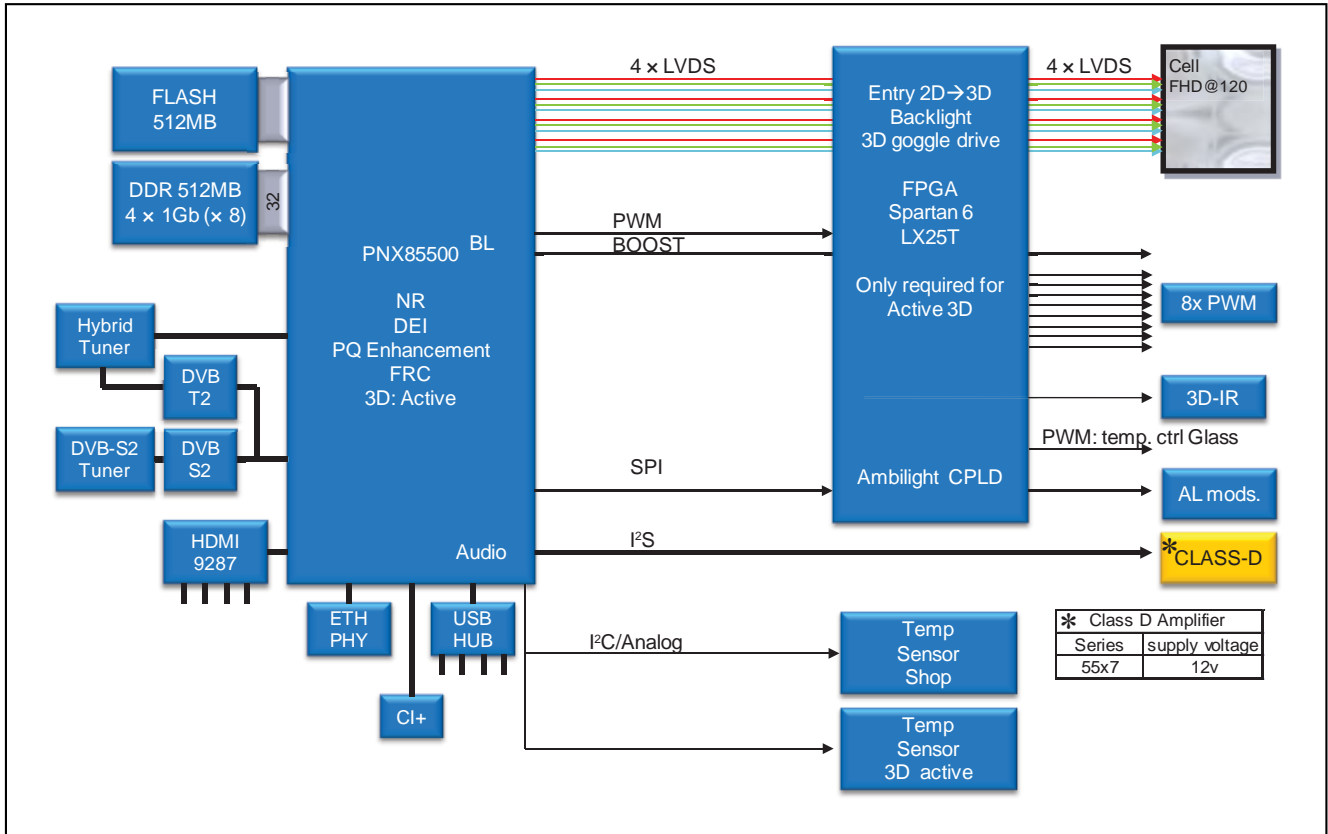 FLASH
512MB
DDR 512MB
4 × 1Gb (× 8)
32
Hybrid
Tuner
DVB
T2
DVB-S2
Tuner
DVB
S2
HDMI
9287
PNX85500
BL
NR
DEI
PQ Enhancement
FRC
3D: Active
Audio
ETH
PHY
USB
HUB
CI+
4 × LVDS
PWM
BOOST
SPI
I²S
I²C/Analog
Entry 2D→3D
Backlight
3D goggle drive
FPGA
Spartan 6
LX25T
Only required for
Active 3D
Ambilight CPLD
4 × LVDS
Cell
FHD@120
8x PWM
3D-IR
PWM: temp. ctrl Glass
AL mods.
*CLASS-D
Temp
Sensor
Shop
Temp
Sensor
3D active
* Class D Amplifier
Series supply voltage
55x7 12v